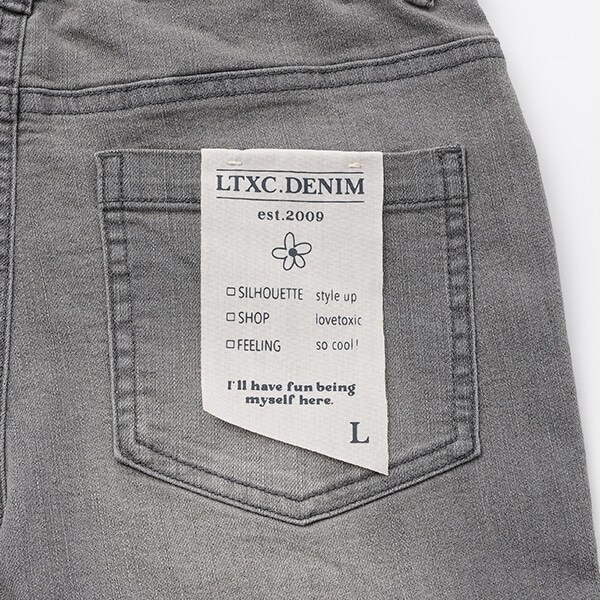 LTXC.DENIM
est.2009
□ SILHOUETTE style up
□ SHOP lovetoxic
□ FEELING so cool!
I'll have fun being
myself here.
L